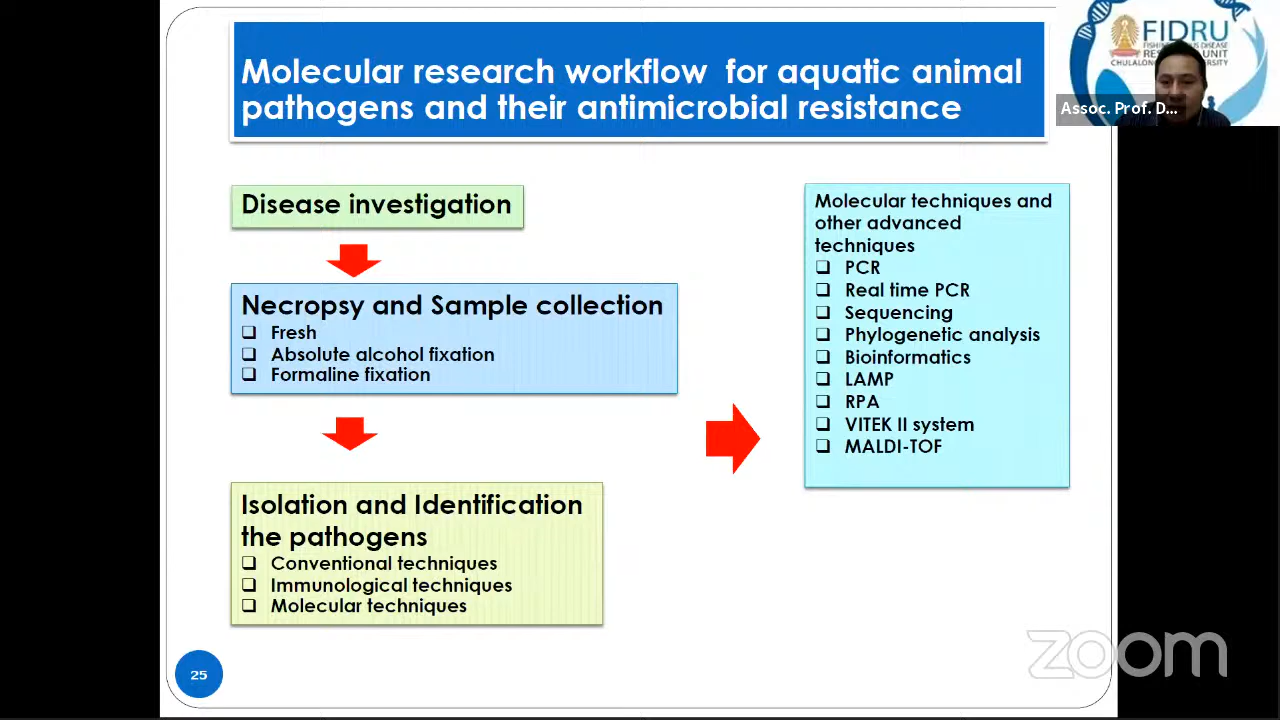 Molecular research workflow for aquatic animal
pathogens and their antimicrobial resistance
FIDRU
CHULALONG
Assoc. Prof. D...
Disease investigation
Necropsy and Sample collection
❑ Fresh
❑ Absolute alcohol fixation
❑ Formaline fixation
Isolation and Identification
the pathogens
❑ Conventional techniques
❑ Immunological techniques
❑ Molecular techniques
Molecular techniques and
other advanced
techniques
❑ PCR
❑ Real time PCR
❑ Sequencing
❑ Phylogenetic analysis
❑ Bioinformatics
❑ LAMP
❑ RPA
❑ VITEK II system
❑ MALDI-TOF
25
zoom